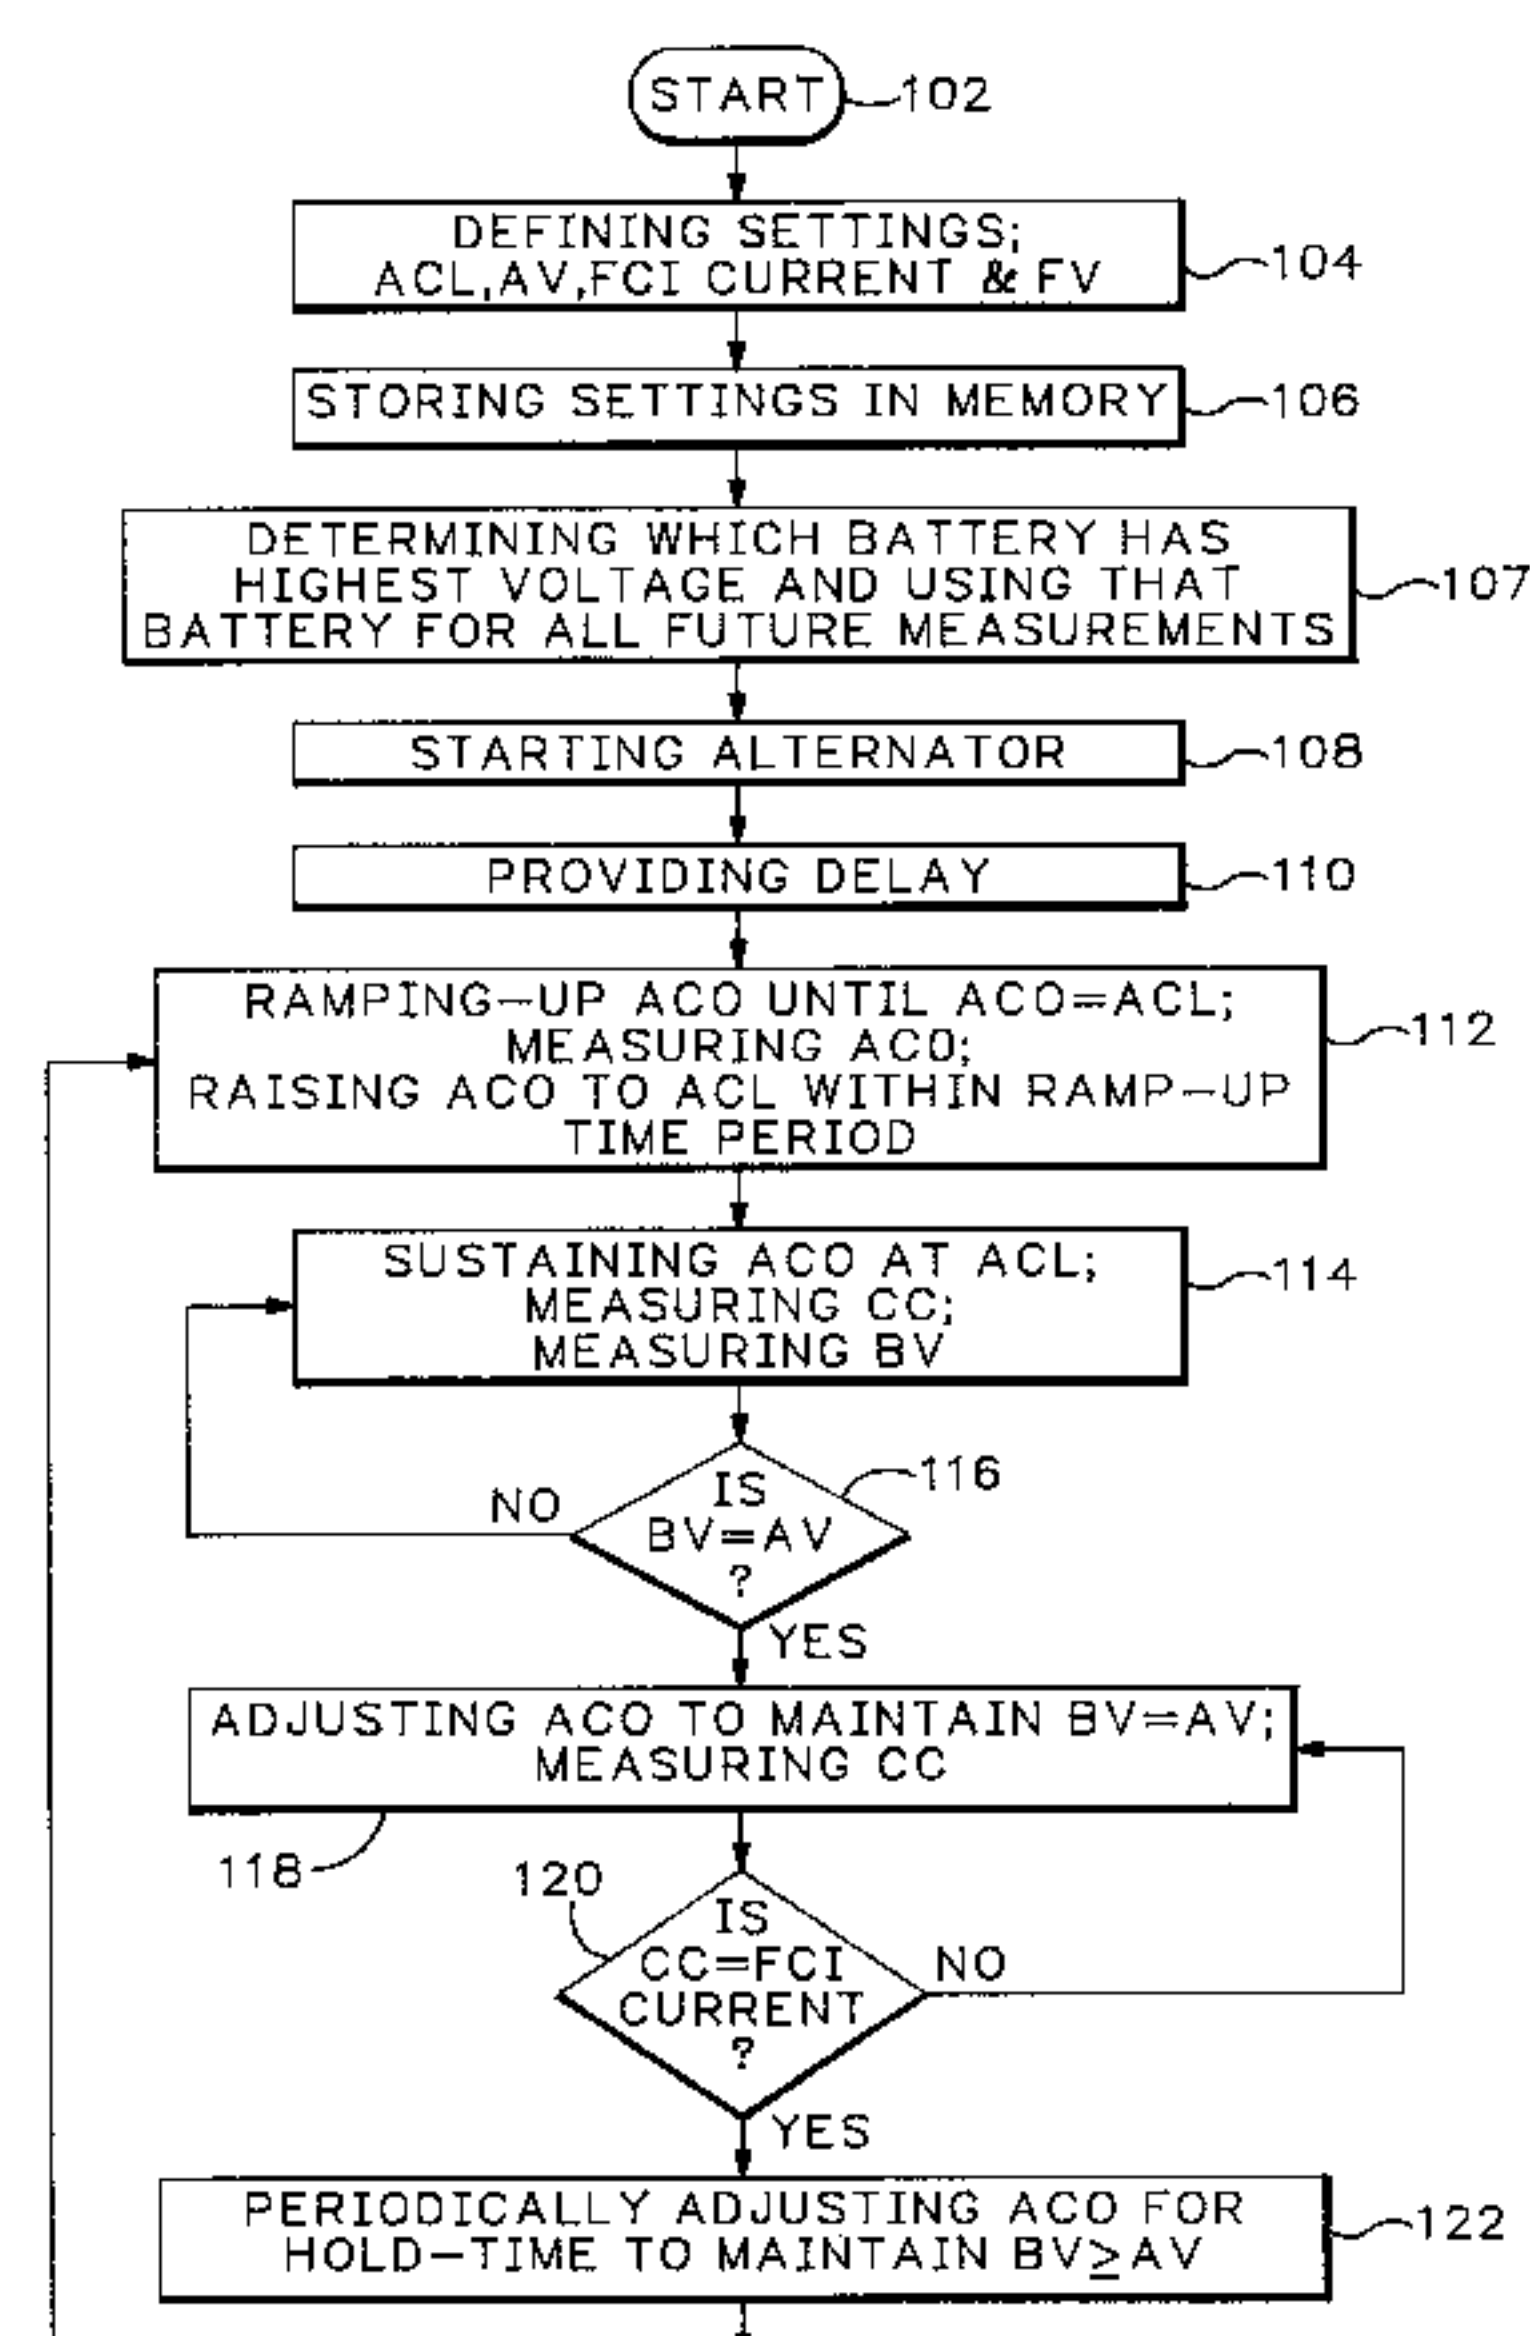 START
102
DEFINING SETTINGS;
ACL,AV,FCI CURRENT & FV
104
STORING SETTINGS IN MEMORY
106
DETERMINING WHICH BATTERY HAS
HIGHEST VOLTAGE AND USING THAT
BATTERY FOR ALL FUTURE MEASUREMENTS
107
STARTING ALTERNATOR
108
PROVIDING DELAY
110
RAMPING-UP ACO UNTIL ACO=ACL;
MEASURING ACO;
RAISING ACO TO ACL WITHIN RAMP-UP
TIME PERIOD
112
SUSTAINING ACO AT ACL;
MEASURING CC;
MEASURING BV
114
IS
BV=AV
?
116
NO
YES
ADJUSTING ACO TO MAINTAIN BV=AV;
MEASURING CC
118
120
IS
CC=FCI
CURRENT
?
NO
YES
PERIODICALLY ADJUSTING ACO FOR
HOLD-TIME TO MAINTAIN BV≥AV
122